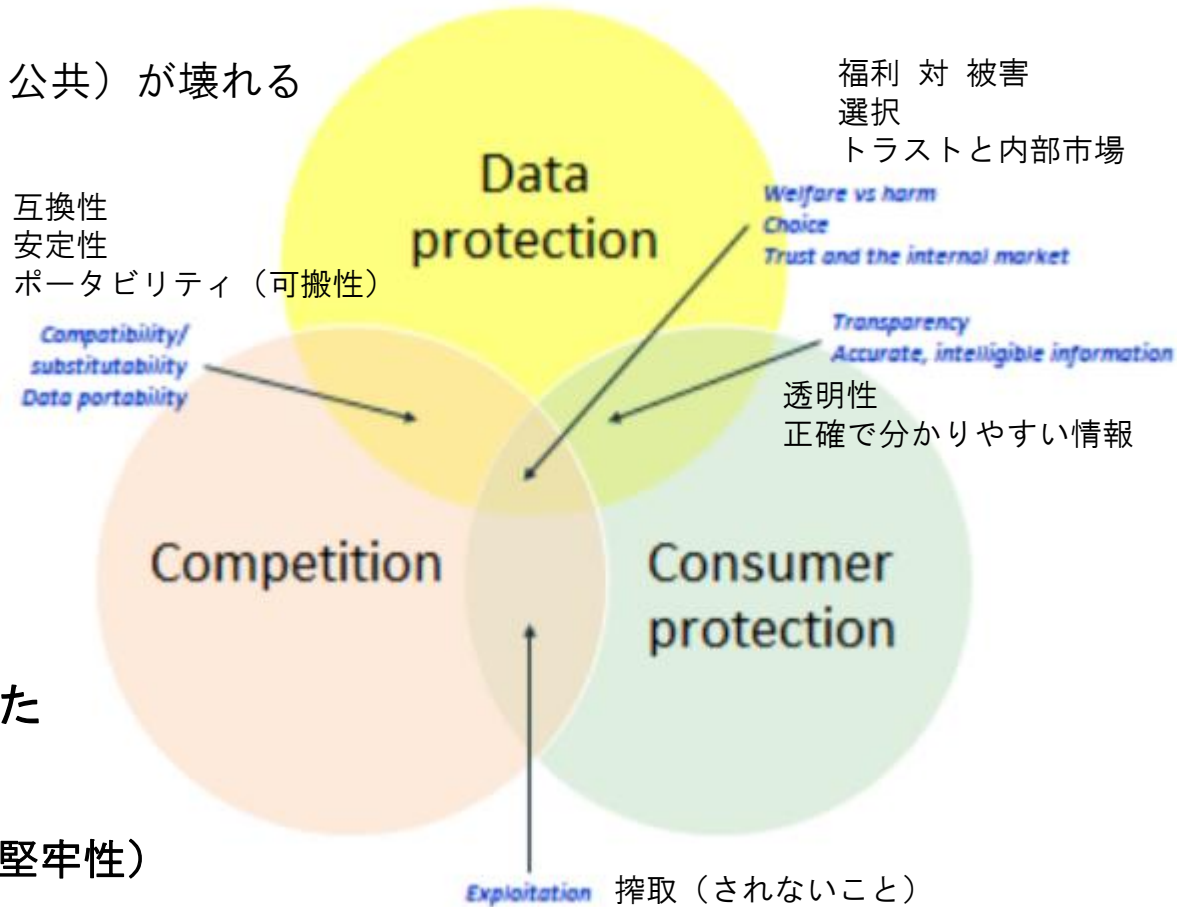 公共）が壊れる
福利 対 被害
選択
トラストと内部市場
Data
protection
Welfare vs harm
Choice
Trust and the internal market
互換性
安定性
ポータビリティ（可搬性）
Compatibility/
substitutability
Data portability
Transparency
Accurate, intelligible information
透明性
正確で分かりやすい情報
Competition
Consumer
protection
た
堅牢性）
Exploitation 搾取（されないこと）